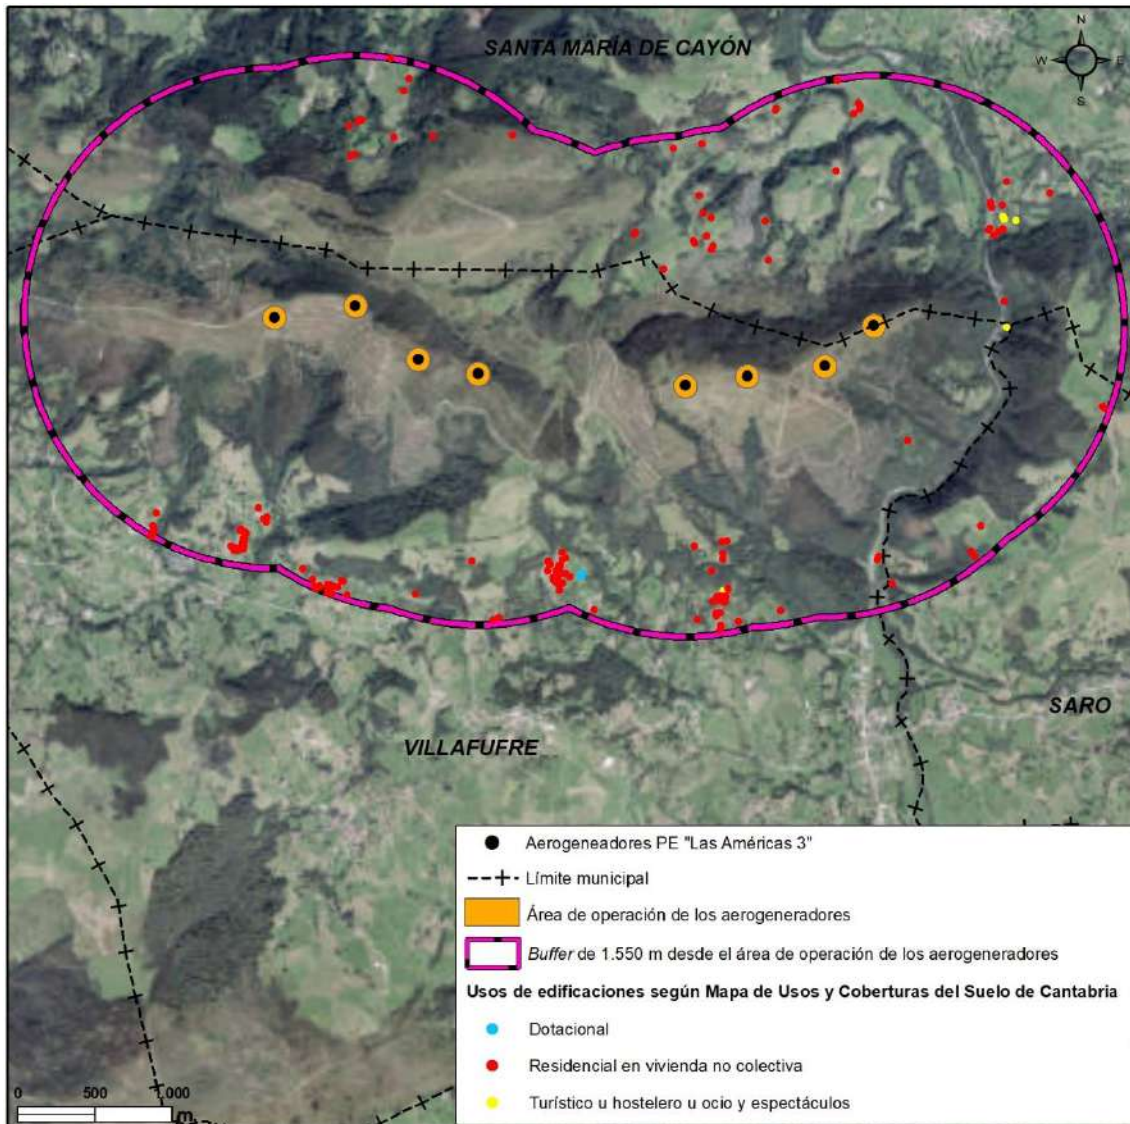 SANTA MARÍA DE CAYÓN
N
W
E
S
SARO
VILLAFUFRE
Aerogeneadores PE "Las Américas 3"
Límite municipal
Área de operación de los aerogeneradores
Buffer de 1.550 m desde el área de operación de los aerogeneradores
Usos de edificaciones según Mapa de Usos y Coberturas del Suelo de Cantabria
Dotacional
Residencial en vivienda no colectiva
Turístico u hostelero u ocio y espectáculos
0 500 1.000
m